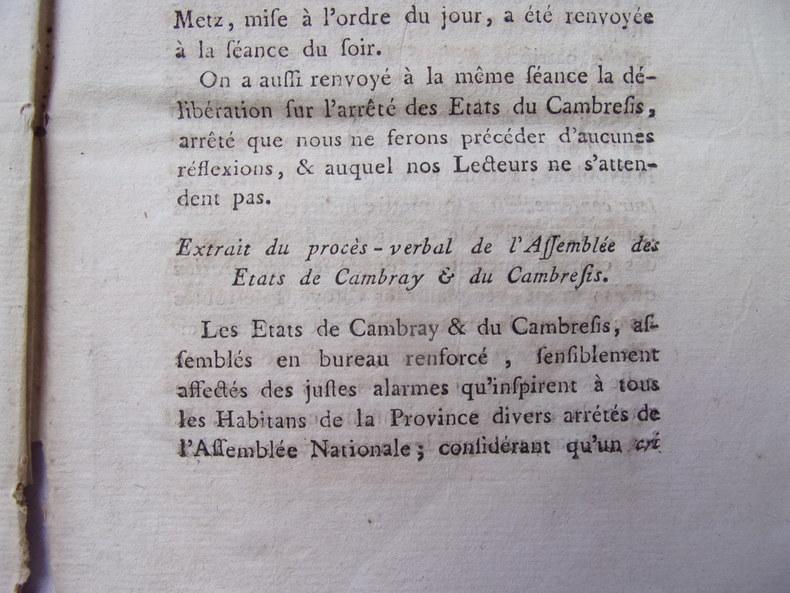 Metz, miſe à l'ordre du jour, a été renvoyée
à la ſéance du ſoir.
On a auſſi renvoyé à la même ſéance la dé-
libération ſur l'arrêté des Etats du Cambreſis,
arrêté que nous ne ferons précéder d'aucunes
réflexions, & auquel nos Lecteurs ne s'atten-
dent pas.
Extrait du procès-verbal de l'Aſſemblée des
Etats de Cambray & du Cambreſis.
Les Etats de Cambray & du Cambreſis, aſ-
ſemblés en bureau renforcé, ſenſiblement
affectés des juſtes alarmes qu'inſpirent à tous
les Habitans de la Province divers arrétés de
l'Aſſemblée Nationale; conſidérant qu'un cri